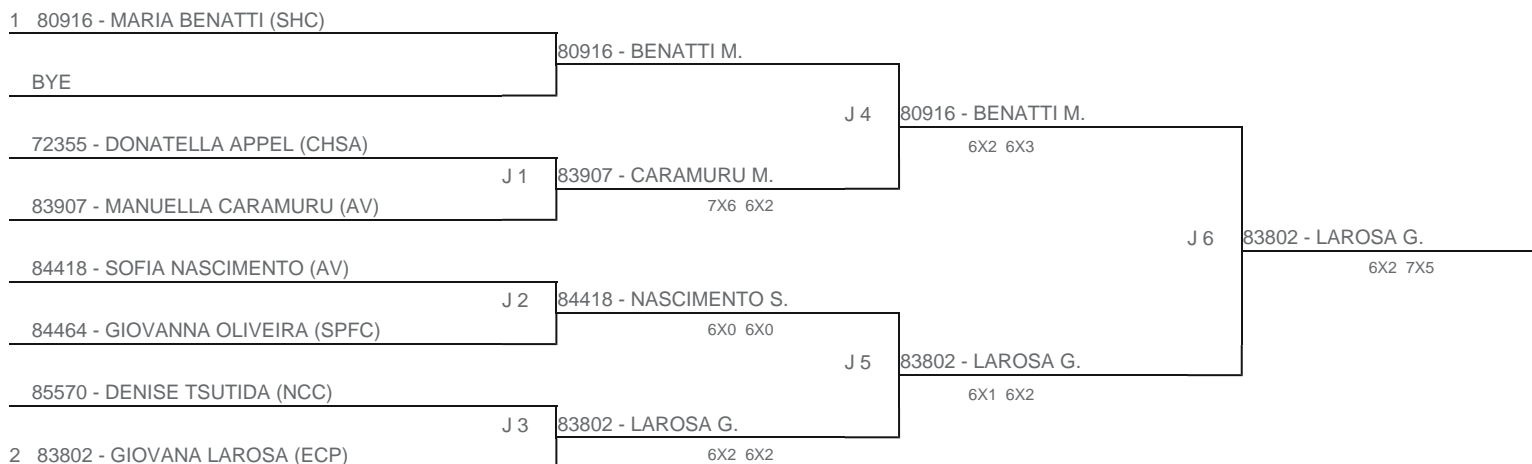 1 80916 - MARIA BENATTI (SHC)
80916 - BENATTI M.
BYE
J 4 80916 - BENATTI M.
72355 - DONATELLA APPEL (CHSA)
6X2 6X3
J 1 83907 - CARAMURU M.
83907 - MANUELLA CARAMURU (AV)
7X6 6X2
J 6 83802 - LAROSA G.
84418 - SOFIA NASCIMENTO (AV)
6X2 7X5
J 2 84418 - NASCIMENTO S.
84464 - GIOVANNA OLIVEIRA (SPFC)
6X0 6X0
J 5 83802 - LAROSA G.
85570 - DENISE TSUTIDA (NCC)
6X1 6X2
J 3 83802 - LAROSA G.
2 83802 - GIOVANA LAROSA (ECP)
6X2 6X2